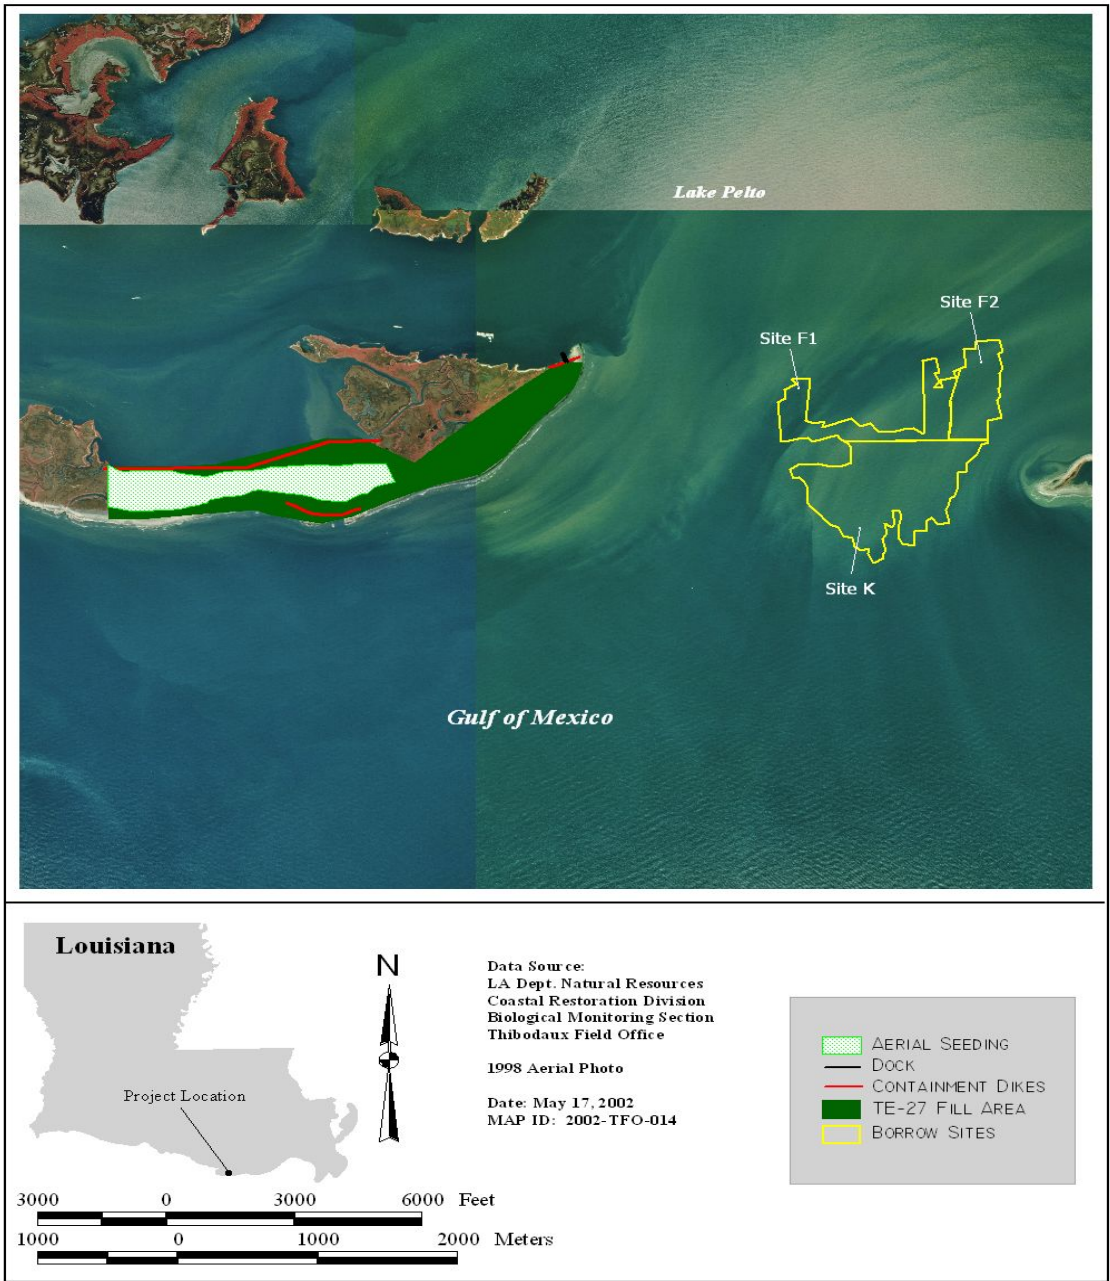 Lake Pelto
Site F2
Site F1
Site K
Gulf of Mexico
Louisiana
Project Location
N
Data Source:
LA Dept. Natural Resources
Coastal Restoration Division
Biological Monitoring Section
Thibodaux Field Office
1998 Aerial Photo
Date: May 17, 2002
MAP ID: 2002-TFO-014
AERIAL SEEDING
DOCK
CONTAINMENT DIKES
TE-27 FILL AREA
BORROW SITES
3000 0 3000 6000 Feet
1000 0 1000 2000 Meters